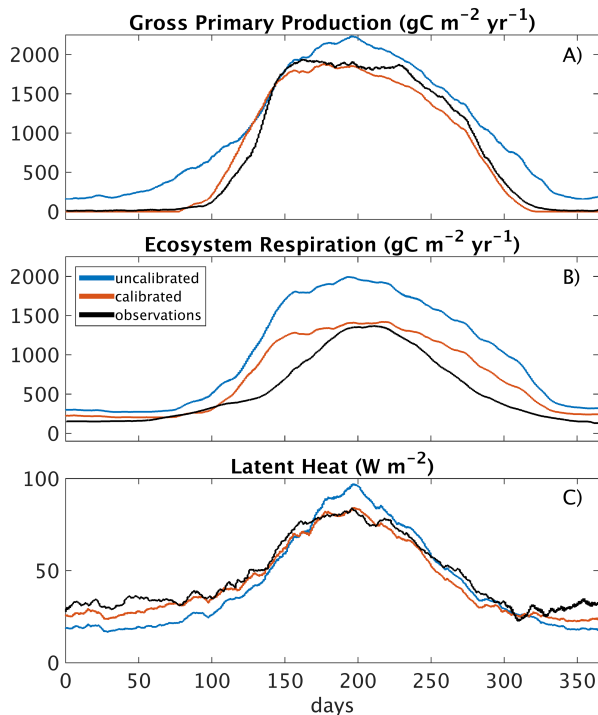 Gross Primary Production (gC m⁻² yr⁻¹)
A)
2000
1500
1000
500
0
Ecosystem Respiration (gC m⁻² yr⁻¹)
B)
2000
1500
1000
500
0
uncalibrated
calibrated
observations
Latent Heat (W m⁻²)
C)
100
50
0
0 50 100 150 200 250 300 350
days